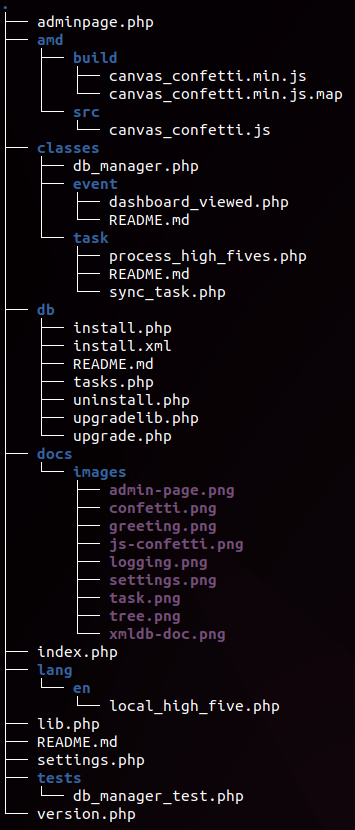 .
├── adminpage.php
├── amd
│   ├── build
│   │   ├── canvas_confetti.min.js
│   │   └── canvas_confetti.min.js.map
│   └── src
│       └── canvas_confetti.js
├── classes
│   ├── db_manager.php
│   ├── event
│   │   ├── dashboard_viewed.php
│   │   └── README.md
│   └── task
│       ├── process_high_fives.php
│       ├── README.md
│       └── sync_task.php
├── db
│   ├── install.php
│   ├── install.xml
│   ├── README.md
│   ├── tasks.php
│   ├── uninstall.php
│   ├── upgradelib.php
│   └── upgrade.php
├── docs
│   └── images
│       ├── admin-page.png
│       ├── confetti.png
│       ├── greeting.png
│       ├── js-confetti.png
│       ├── logging.png
│       ├── settings.png
│       ├── task.png
│       ├── tree.png
│       └── xmldb-doc.png
├── index.php
├── lang
│   └── en
│       └── local_high_five.php
├── lib.php
├── README.md
├── settings.php
├── tests
│   └── db_manager_test.php
└── version.php